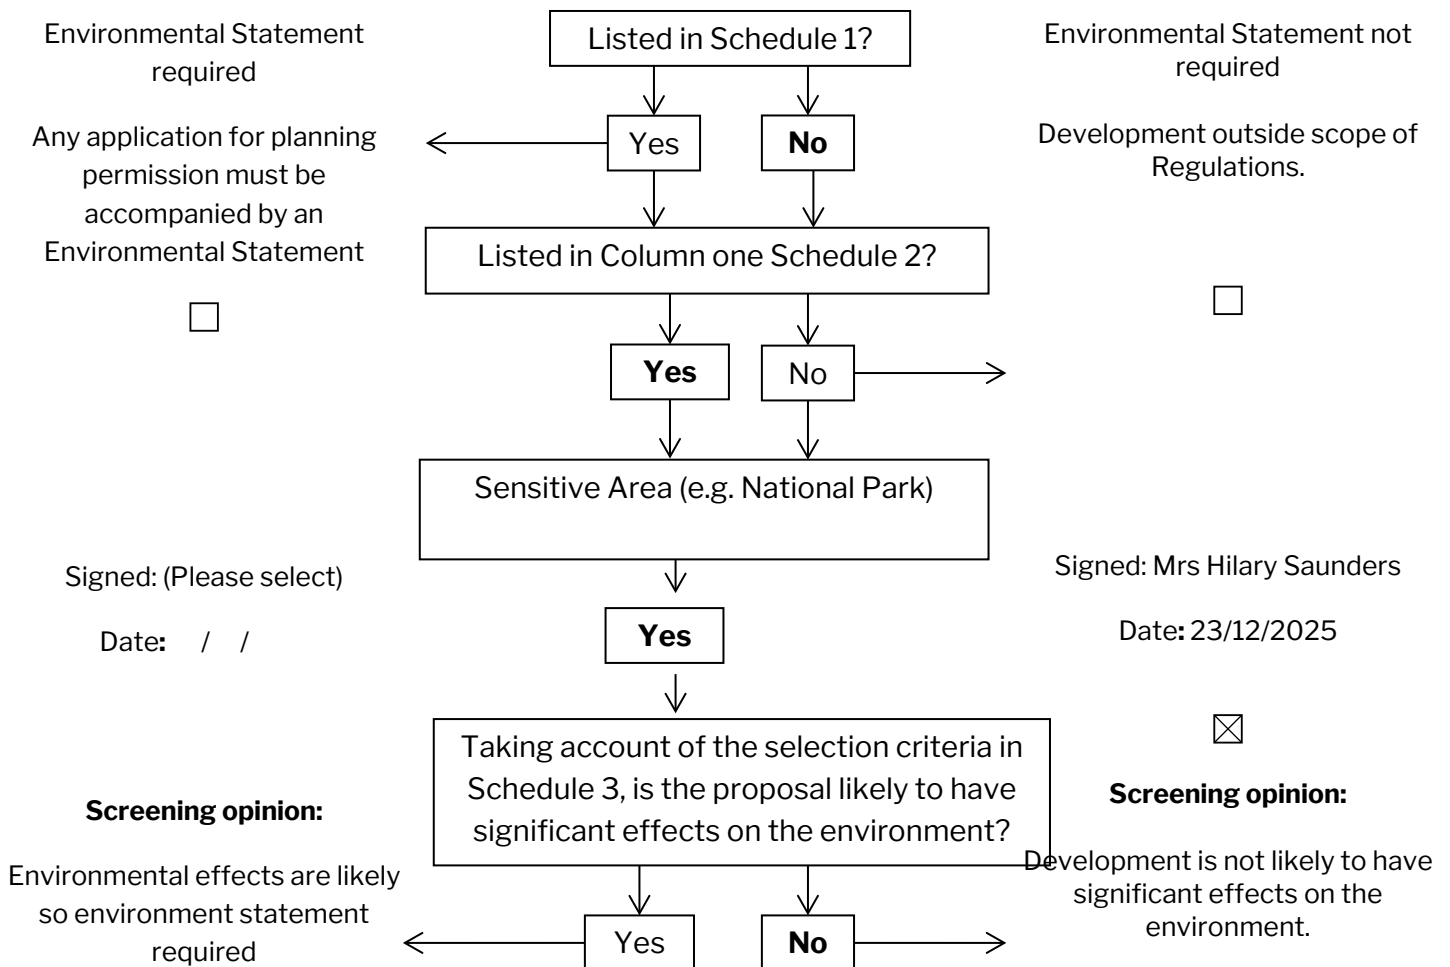 Environmental Statement
required
Listed in Schedule 1?
Environmental Statement not
required
Any application for planning
permission must be
accompanied by an
Environmental Statement
Yes
No
Development outside scope of
Regulations.
Listed in Column one Schedule 2?
Yes
No
Sensitive Area (e.g. National Park)
Signed: (Please select)
Date: / /
Signed: Mrs Hilary Saunders
Date: 23/12/2025
Yes
Taking account of the selection criteria in
Schedule 3, is the proposal likely to have
significant effects on the environment?
Screening opinion:
Environmental effects are likely
so environment statement
required
Screening opinion:
Development is not likely to have
significant effects on the
environment.
Yes
No